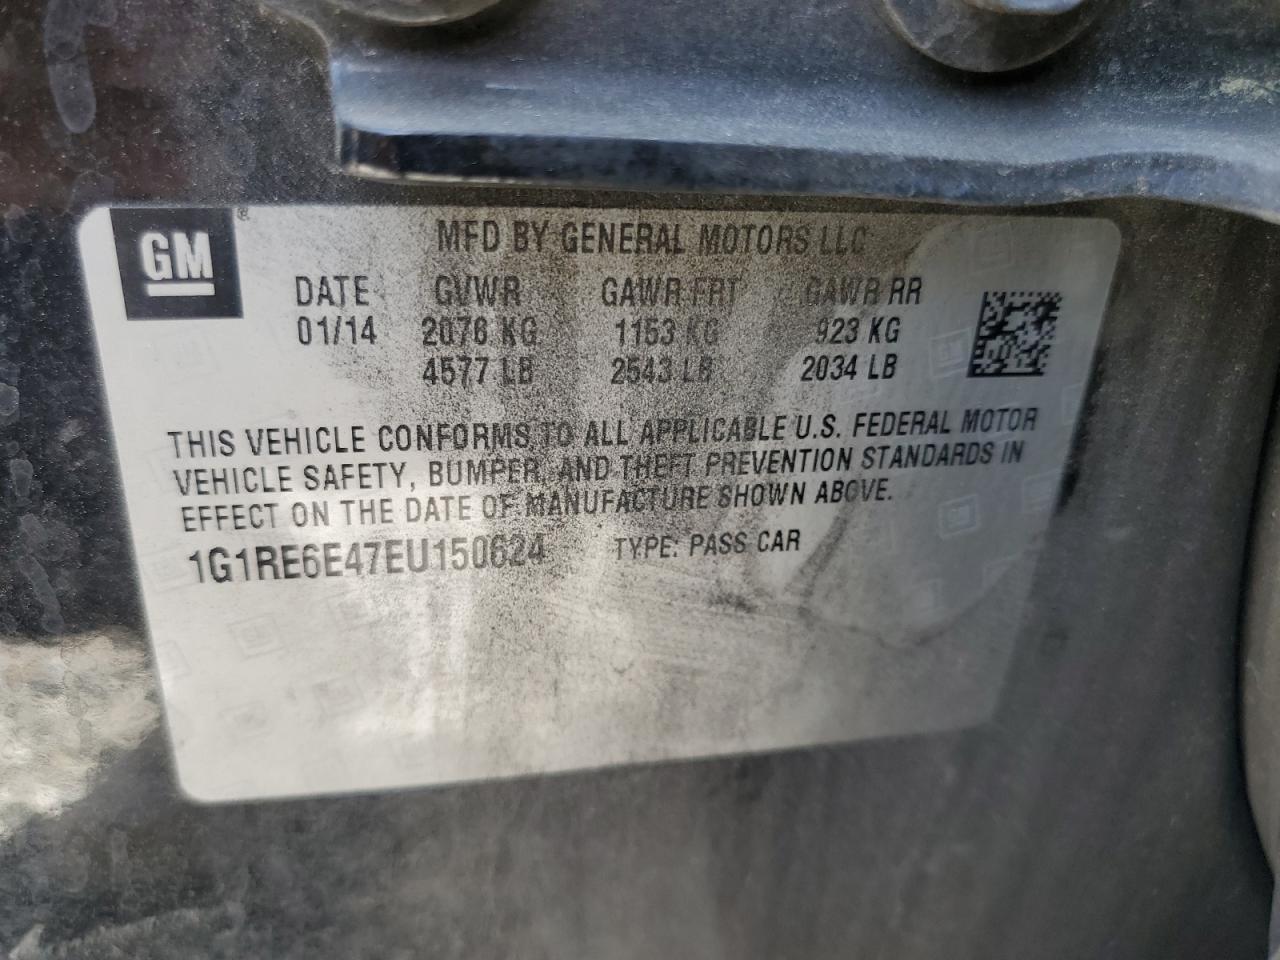 GM®
MFD BY GENERAL MOTORS LLC
DATE GVWR GAWR FRT GAWR RR
01/14 2076 KG 1153 KG 923 KG
4577 LB 2543 LB 2034 LB
THIS VEHICLE CONFORMS TO ALL APPLICABLE U.S. FEDERAL MOTOR
VEHICLE SAFETY, BUMPER, AND THEFT PREVENTION STANDARDS IN
EFFECT ON THE DATE OF MANUFACTURE SHOWN ABOVE.
1G1RE6E47EU150624 TYPE: PASS CAR